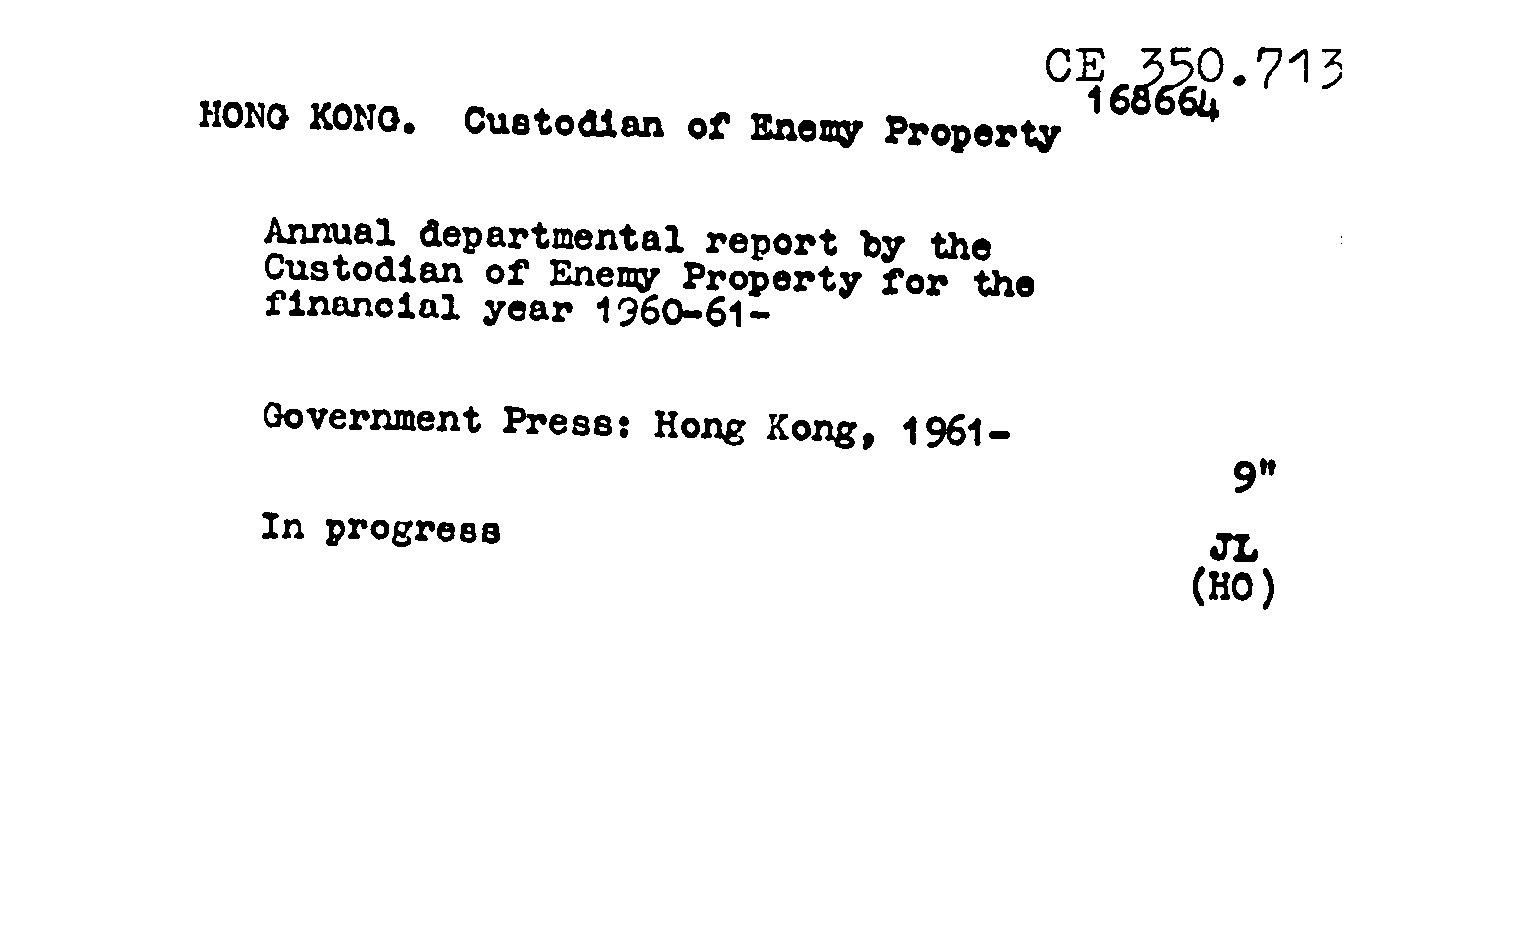 CE 350.713
168664
HONG KONG. Custodian of Enemy Property
Annual departmental report by the
Custodian of Enemy Property for the
financial year 1960-61-
Government Press: Hong Kong, 1961-
9"
In progress
JL
(HO)